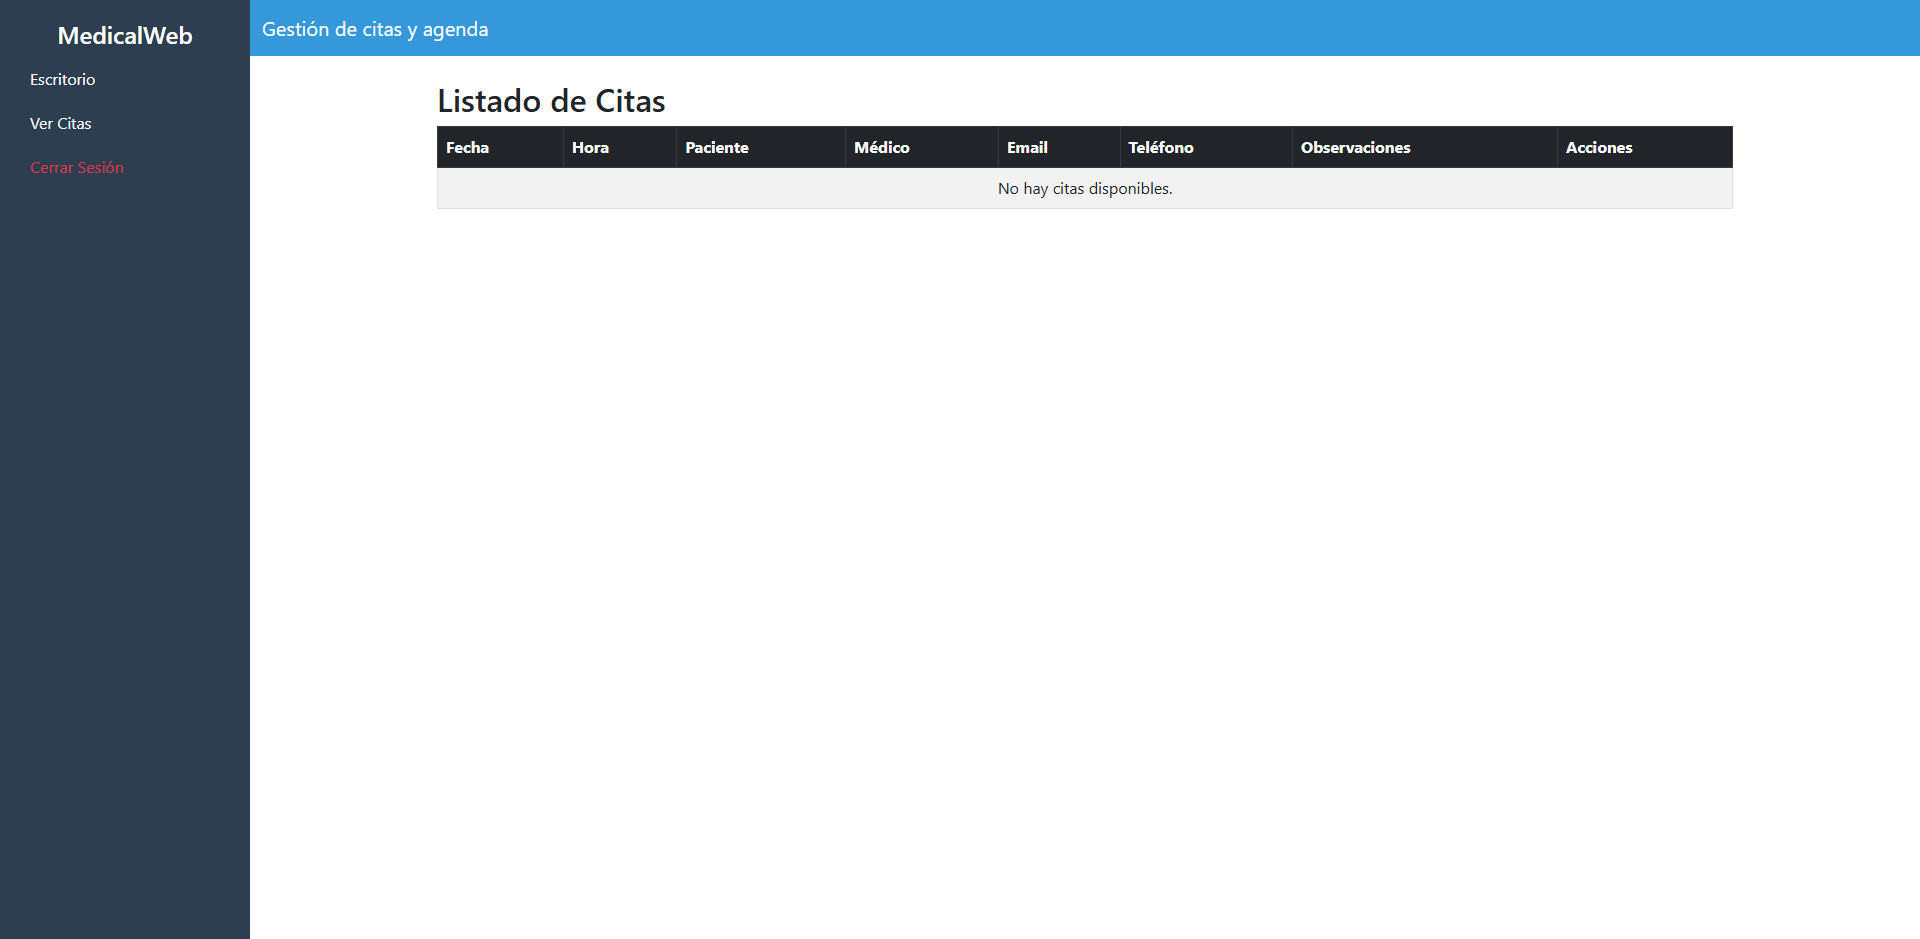 MedicalWeb
Escritorio
Ver Citas
Cerrar Sesión
Gestión de citas y agenda
Listado de Citas
Fecha Hora Paciente Médico Email Teléfono Observaciones Acciones
No hay citas disponibles.